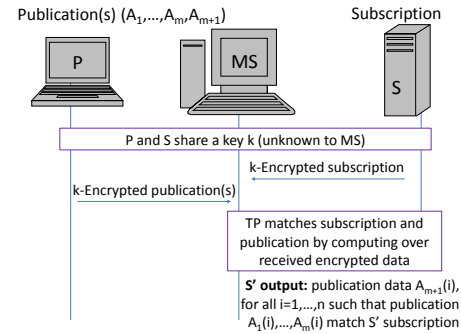 Publication(s) (A1,…,Am,Am+1)
Subscription
P
MS
S
P and S share a key k (unknown to MS)
k-Encrypted subscription
k-Encrypted publication(s)
TP matches subscription and
publication by computing over
received encrypted data
S' output: publication data Am+1(i),
for all i=1,…,n such that publication
A1(i),…,Am(i) match S' subscription